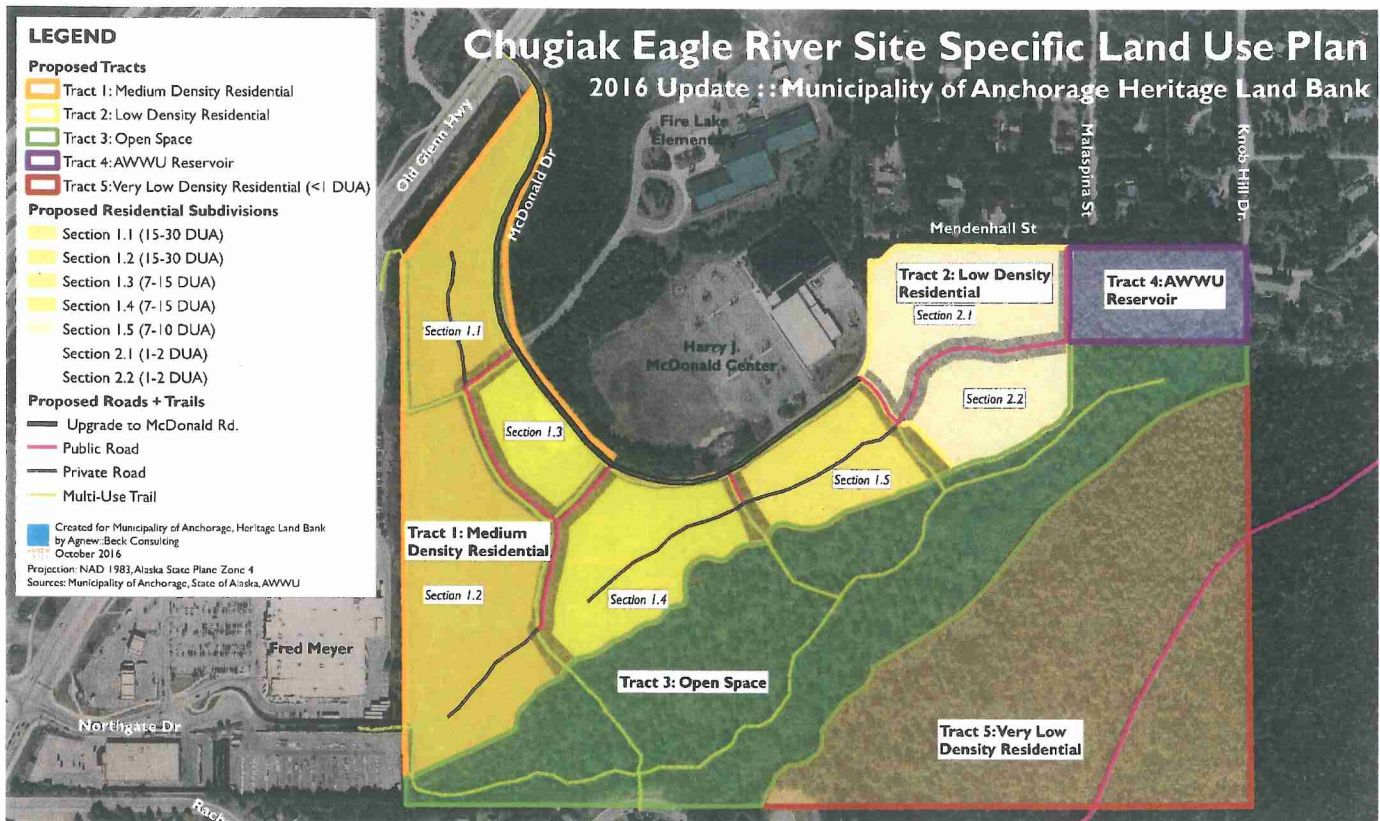 LEGEND
Proposed Tracts
Tract 1: Medium Density Residential
Tract 2: Low Density Residential
Tract 3: Open Space
Tract 4: AWWU Reservoir
Tract 5: Very Low Density Residential (<1 DUA)
Proposed Residential Subdivisions
Section 1.1 (15-30 DUA)
Section 1.2 (15-30 DUA)
Section 1.3 (7-15 DUA)
Section 1.4 (7-15 DUA)
Section 1.5 (7-10 DUA)
Section 2.1 (1-2 DUA)
Section 2.2 (1-2 DUA)
Proposed Roads + Trails
Upgrade to McDonald Rd.
Public Road
Private Road
Multi-Use Trail
Created for Municipality of Anchorage, Heritage Land Bank
by Agnew::Beck Consulting
October 2016
Projection: NAD 1983, Alaska State Plane Zone 4
Sources: Municipality of Anchorage, State of Alaska, AWWU
Chugiak Eagle River Site Specific Land Use Plan
2016 Update :: Municipality of Anchorage Heritage Land Bank
Old Glenn Hwy
McDonald Dr
Fire Lake
Elementary
Malaspina St
Knob Hill Dr.
Mendenhall St
Tract 2: Low Density
Residential
Section 2.1
Tract 4: AWWU
Reservoir
Section 1.1
Harry J.
McDonald Center
Section 2.2
Section 1.3
Section 1.5
Tract 1: Medium
Density Residential
Section 1.2
Section 1.4
Fred Meyer
Tract 3: Open Space
Northgate Dr
Tract 5: Very Low
Density Residential